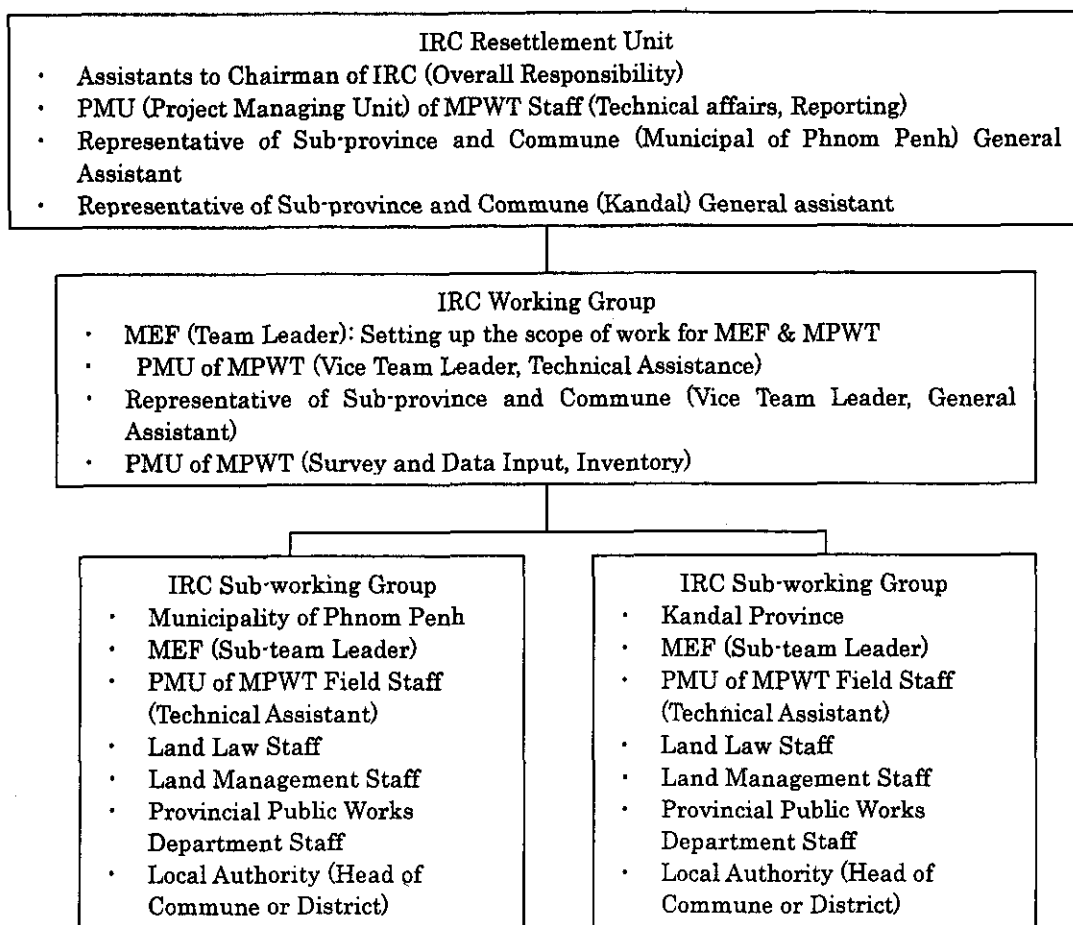 IRC Resettlement Unit
・ Assistants to Chairman of IRC (Overall Responsibility)
・ PMU (Project Managing Unit) of MPWT Staff (Technical affairs, Reporting)
・ Representative of Sub-province and Commune (Municipal of Phnom Penh) General
Assistant
・ Representative of Sub-province and Commune (Kandal) General assistant
IRC Working Group
・ MEF (Team Leader): Setting up the scope of work for MEF & MPWT
・ PMU of MPWT (Vice Team Leader, Technical Assistance)
・ Representative of Sub-province and Commune (Vice Team Leader, General
Assistant)
・ PMU of MPWT (Survey and Data Input, Inventory)
IRC Sub-working Group
・ Municipality of Phnom Penh
・ MEF (Sub-team Leader)
・ PMU of MPWT Field Staff
(Technical Assistant)
・ Land Law Staff
・ Land Management Staff
・ Provincial Public Works
Department Staff
・ Local Authority (Head of
Commune or District)
IRC Sub-working Group
・ Kandal Province
・ MEF (Sub-team Leader)
・ PMU of MPWT Field Staff
(Technical Assistant)
・ Land Law Staff
・ Land Management Staff
・ Provincial Public Works
Department Staff
・ Local Authority (Head of
Commune or District)